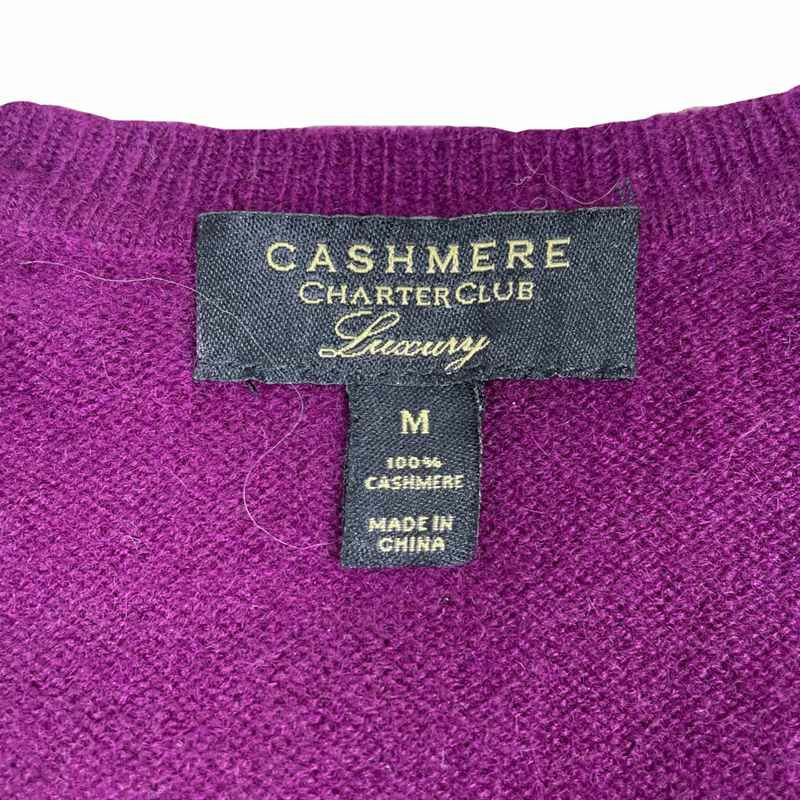 CASHMERE
CHARTER CLUB
Luxury
M
100%
CASHMERE
MADE IN
CHINA